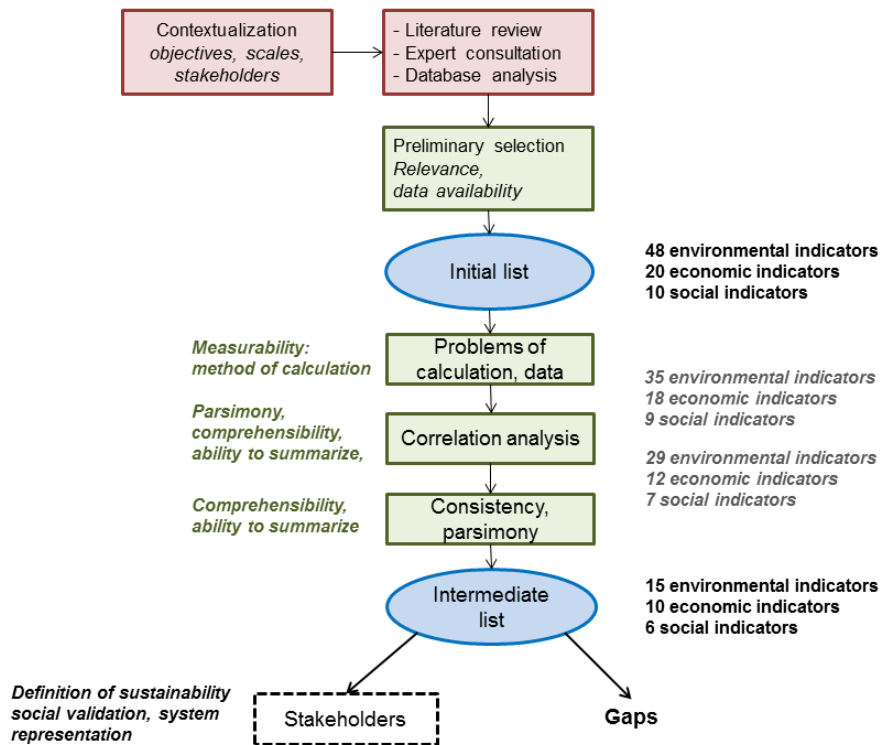 Contextualization
objectives, scales,
stakeholders
- Literature review
- Expert consultation
- Database analysis
Preliminary selection
Relevance,
data availability
Initial list
48 environmental indicators
20 economic indicators
10 social indicators
Measurability:
method of calculation
Problems of
calculation, data
35 environmental indicators
18 economic indicators
9 social indicators
Parsimony,
comprehensibility,
ability to summarize,
Correlation analysis
29 environmental indicators
12 economic indicators
7 social indicators
Comprehensibility,
ability to summarize
Consistency,
parsimony
Intermediate
list
15 environmental indicators
10 economic indicators
6 social indicators
Definition of sustainability
social validation, system
representation
Stakeholders
Gaps